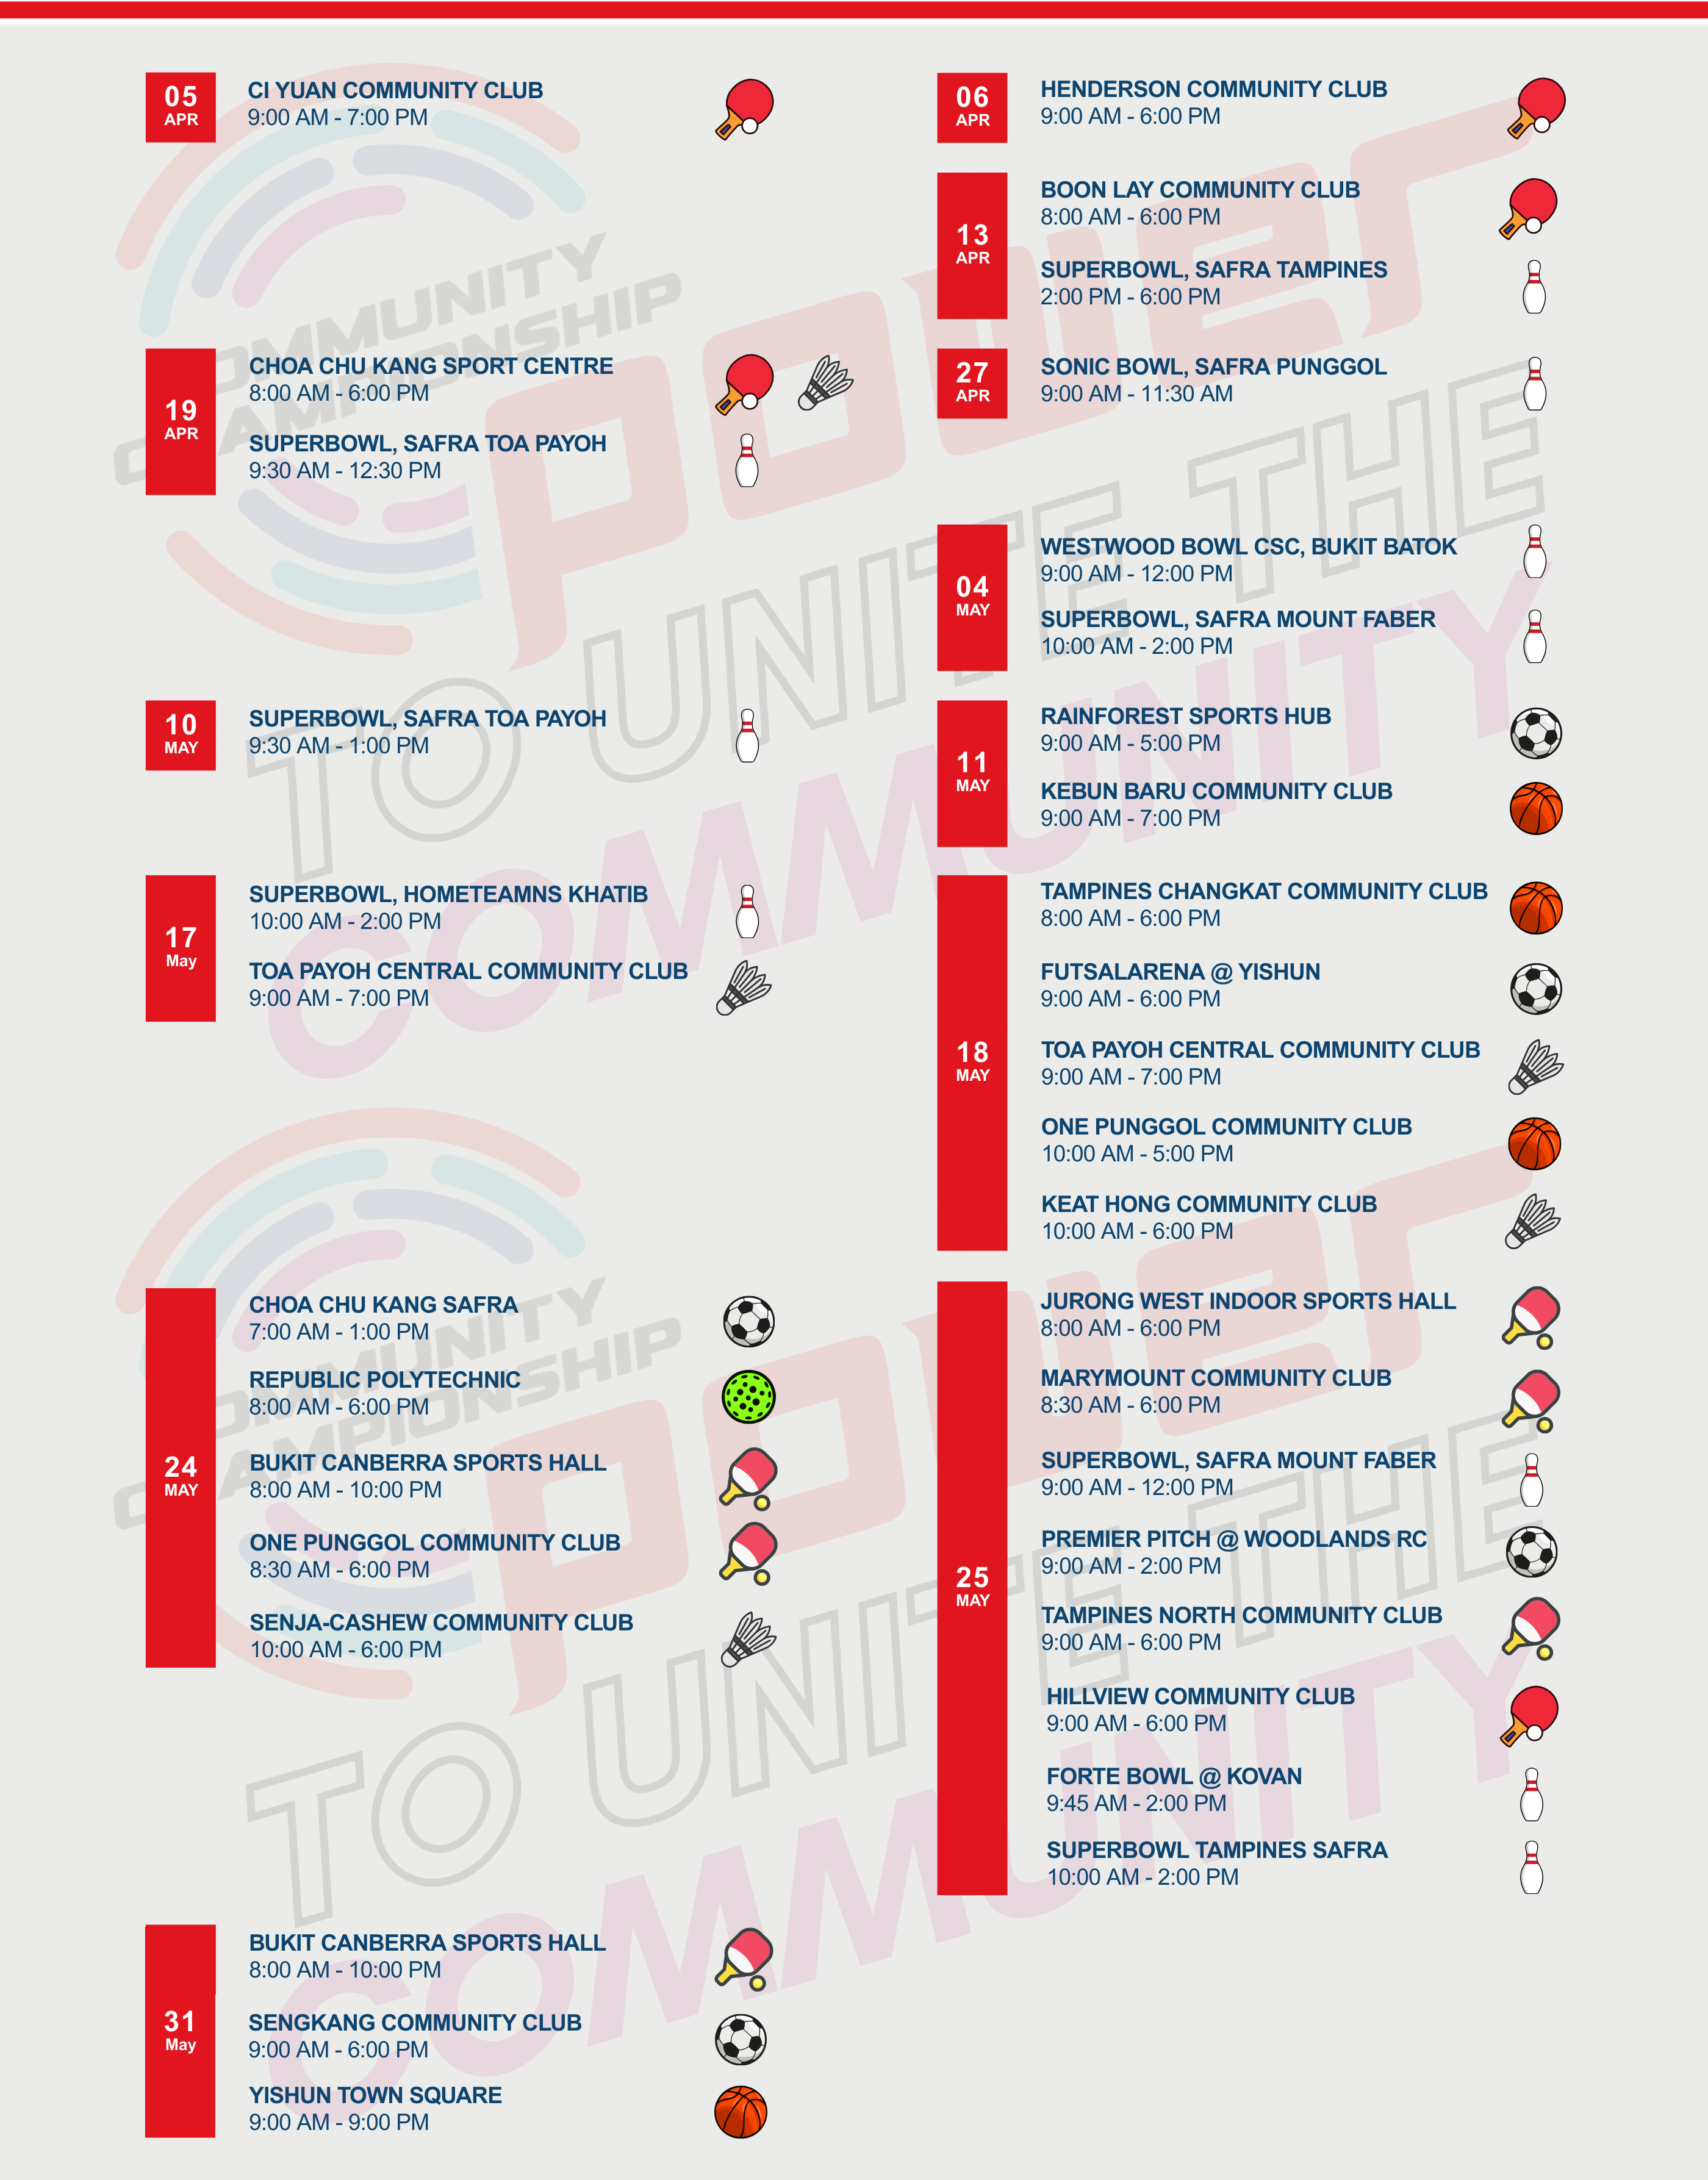 05
APR
CI YUAN COMMUNITY CLUB
9:00 AM - 7:00 PM
06
APR
HENDERSON COMMUNITY CLUB
9:00 AM - 6:00 PM
13
APR
BOON LAY COMMUNITY CLUB
8:00 AM - 6:00 PM
SUPERBOWL, SAFRA TAMPINES
2:00 PM - 6:00 PM
19
APR
CHOA CHU KANG SPORT CENTRE
8:00 AM - 6:00 PM
SUPERBOWL, SAFRA TOA PAYOH
9:30 AM - 12:30 PM
27
APR
SONIC BOWL, SAFRA PUNGGOL
9:00 AM - 11:30 AM
04
MAY
WESTWOOD BOWL CSC, BUKIT BATOK
9:00 AM - 12:00 PM
SUPERBOWL, SAFRA MOUNT FABER
10:00 AM - 2:00 PM
10
MAY
SUPERBOWL, SAFRA TOA PAYOH
9:30 AM - 1:00 PM
11
MAY
RAINFOREST SPORTS HUB
9:00 AM - 5:00 PM
KEBUN BARU COMMUNITY CLUB
9:00 AM - 7:00 PM
17
May
SUPERBOWL, HOMETEAMNS KHATIB
10:00 AM - 2:00 PM
TOA PAYOH CENTRAL COMMUNITY CLUB
9:00 AM - 7:00 PM
18
MAY
TAMPINES CHANGKAT COMMUNITY CLUB
8:00 AM - 6:00 PM
FUTSALARENA @ YISHUN
9:00 AM - 6:00 PM
TOA PAYOH CENTRAL COMMUNITY CLUB
9:00 AM - 7:00 PM
ONE PUNGGOL COMMUNITY CLUB
10:00 AM - 5:00 PM
KEAT HONG COMMUNITY CLUB
10:00 AM - 6:00 PM
24
MAY
CHOA CHU KANG SAFRA
7:00 AM - 1:00 PM
REPUBLIC POLYTECHNIC
8:00 AM - 6:00 PM
BUKIT CANBERRA SPORTS HALL
8:00 AM - 10:00 PM
ONE PUNGGOL COMMUNITY CLUB
8:30 AM - 6:00 PM
SENJA-CASHEW COMMUNITY CLUB
10:00 AM - 6:00 PM
25
MAY
JURONG WEST INDOOR SPORTS HALL
8:00 AM - 6:00 PM
MARYMOUNT COMMUNITY CLUB
8:30 AM - 6:00 PM
SUPERBOWL, SAFRA MOUNT FABER
9:00 AM - 12:00 PM
PREMIER PITCH @ WOODLANDS RC
9:00 AM - 2:00 PM
TAMPINES NORTH COMMUNITY CLUB
9:00 AM - 6:00 PM
HILLVIEW COMMUNITY CLUB
9:00 AM - 6:00 PM
FORTE BOWL @ KOVAN
9:45 AM - 2:00 PM
SUPERBOWL TAMPINES SAFRA
10:00 AM - 2:00 PM
31
May
BUKIT CANBERRA SPORTS HALL
8:00 AM - 10:00 PM
SENGKANG COMMUNITY CLUB
9:00 AM - 6:00 PM
YISHUN TOWN SQUARE
9:00 AM - 9:00 PM
COMMUNITY
CHAMPIONSHIP
power
TO UNITE THE
COMMUNITY
COMMUNITY
CHAMPIONSHIP
power
TO UNITE THE
COMMUNITY